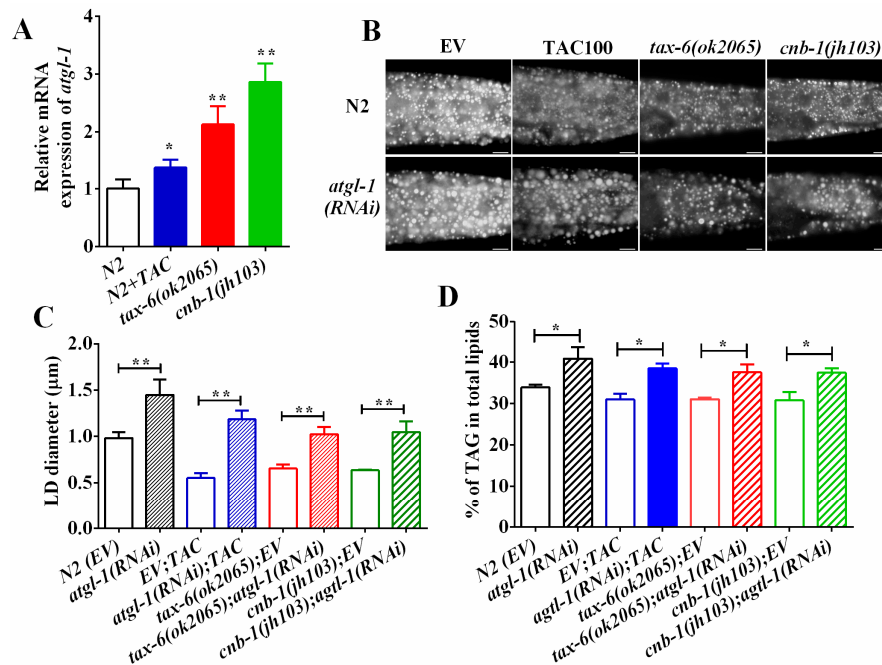 A
Relative mRNA
expression of atgl-1
4
3
2
1
0
*
**
**
N2
N2+TAC
tax-6(ok2065)
cnb-1(jh103)
B
EV
TAC100
tax-6(ok2065)
cnb-1(jh103)
N2
atgl-1
(RNAi)
C
LD diameter (μm)
2.0
1.5
1.0
0.5
0.0
**
**
**
**
N2 (EV)
atgl-1(RNAi)
EV;TAC
atgl-1(RNAi);TAC
tax-6(ok2065);EV
tax-6(ok2065);atgl-1(RNAi)
cnb-1(jh103);EV
cnb-1(jh103);agtl-1(RNAi)
D
% of TAG in total lipids
50
40
30
20
10
0
*
*
*
*
N2 (EV)
atgl-1(RNAi)
EV;TAC
agtl-1(RNAi);TAC
tax-6(ok2065);EV
tax-6(ok2065);atgl-1(RNAi)
cnb-1(jh103);EV
cnb-1(jh103);agtl-1(RNAi)